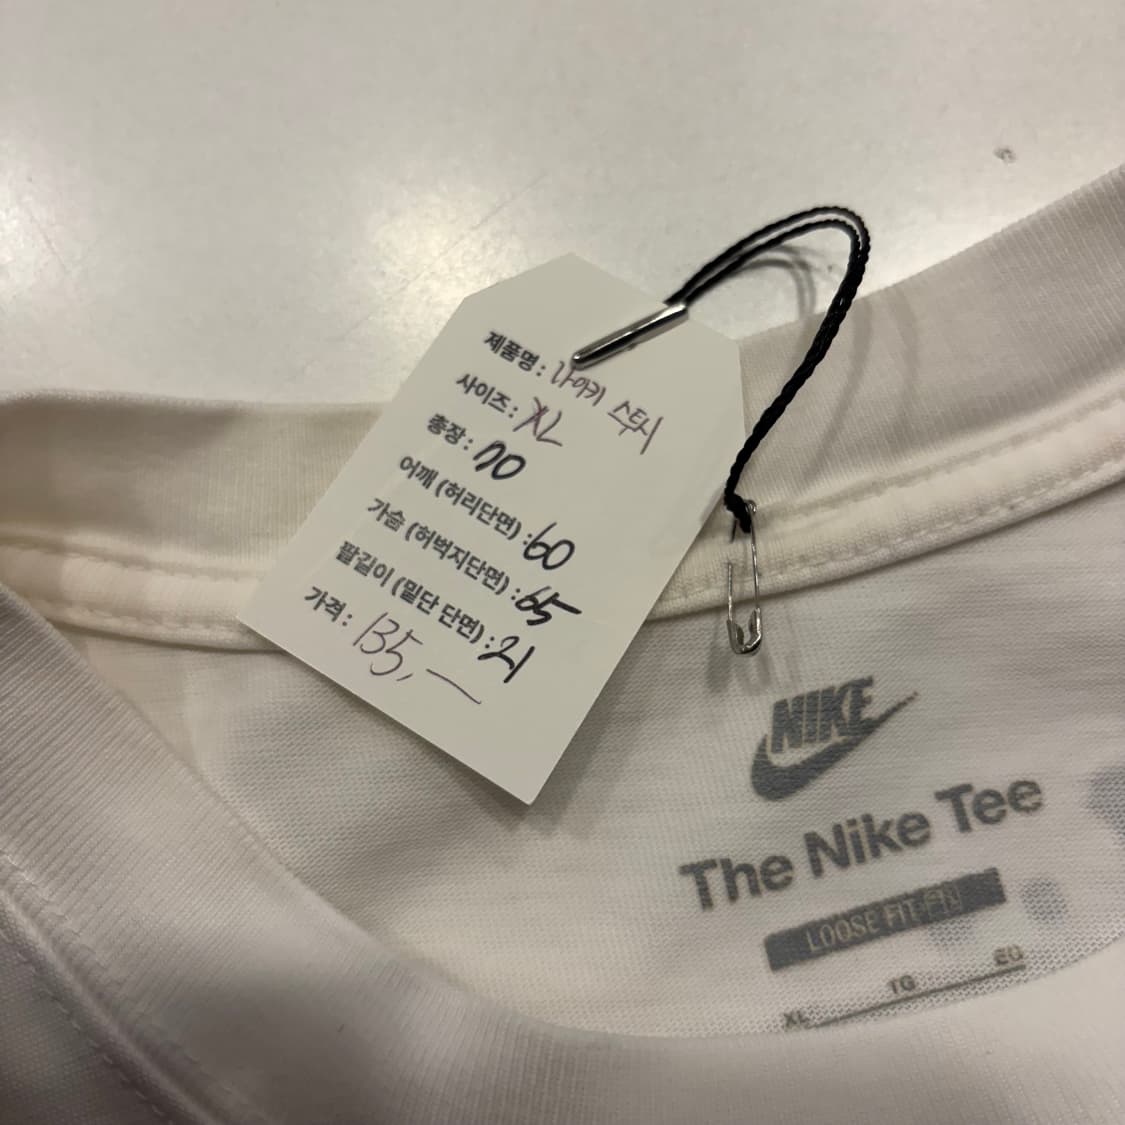 제품명 : 나이키 스투시
사이즈 : XL
총장 : 70
어깨 (허리단면) : 60
가슴 (허벅지단면) : 65
팔길이 (밑단 단면) : 21
가격 : 135,—
NIKE
The Nike Tee
LOOSE FIT
XL TG EG